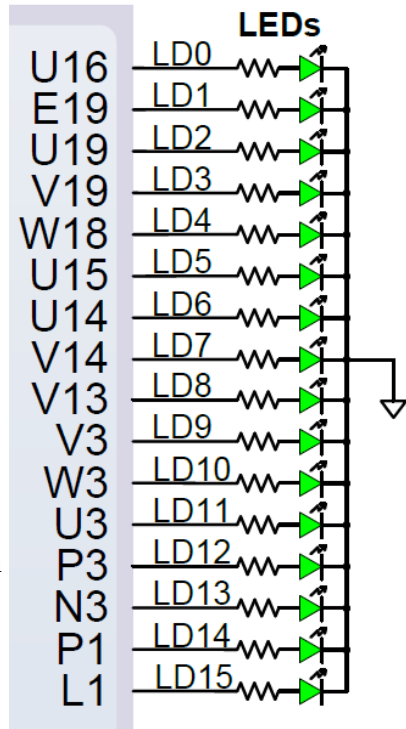 LEDs
U16 LD0
E19 LD1
U19 LD2
V19 LD3
W18 LD4
U15 LD5
U14 LD6
V14 LD7
V13 LD8
V3 LD9
W3 LD10
U3 LD11
P3 LD12
N3 LD13
P1 LD14
L1 LD15